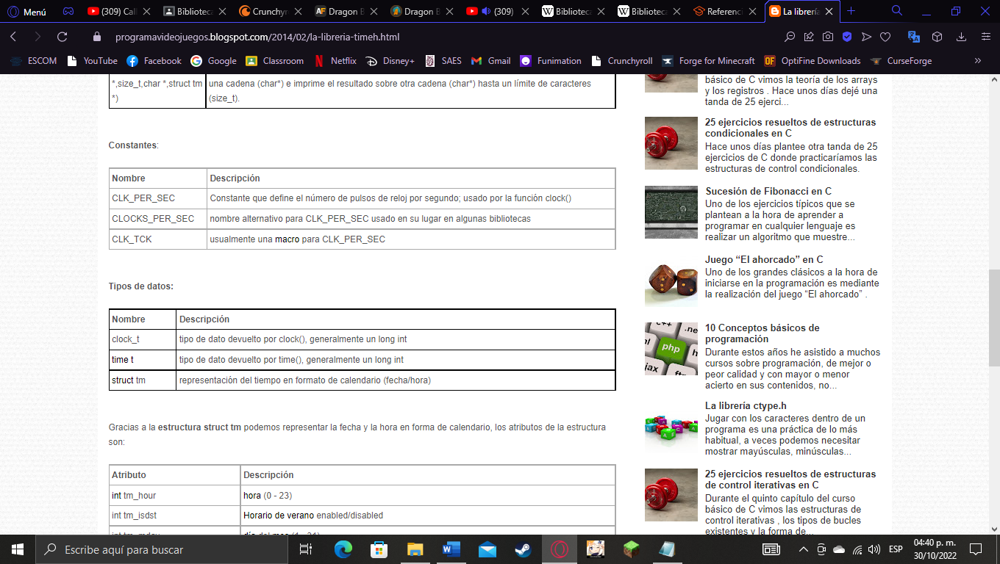 Menú
(309) Cal
Biblioteca
Crunchyr
Dragon B
Dragon B
(309)
Biblioteca
Biblioteca
Referenci
La librería
programavideojuegos.blogspot.com/2014/02/la-libreria-timeh.html
ESCOM
YouTube
Facebook
Google
Classroom
Netflix
Disney+
SAES
Gmail
Funimation
Crunchyroll
Forge for Minecraft
OptiFine Downloads
CurseForge
»
*,size_t,char *,struct tm
*)
una cadena (char*) e imprime el resultado sobre otra cadena (char*) hasta un límite de caracteres
(size_t).
Constantes:
Nombre
Descripción
CLK_PER_SEC
Constante que define el número de pulsos de reloj por segundo; usado por la función clock()
CLOCKS_PER_SEC
nombre alternativo para CLK_PER_SEC usado en su lugar en algunas bibliotecas
CLK_TCK
usualmente una macro para CLK_PER_SEC
Tipos de datos:
Nombre
Descripción
clock_t
tipo de dato devuelto por clock(), generalmente un long int
time t
tipo de dato devuelto por time(), generalmente un long int
struct tm
representación del tiempo en formato de calendario (fecha/hora)
Gracias a la estructura struct tm podemos representar la fecha y la hora en forma de calendario, los atributos de la estructura
son:
Atributo
Descripción
int tm_hour
hora (0 - 23)
int tm_isdst
Horario de verano enabled/disabled
int tm_mday
día del mes (1 - 31)
básico de C vimos la teoría de los arrays
y los registros . Hace unos días dejé una
tanda de 25 ejerci...
25 ejercicios resueltos de estructuras
condicionales en C
Hace unos días plantee otra tanda de 25
ejercicios de C donde practicaríamos las
estructuras de control condicionales.
Sucesión de Fibonacci en C
Uno de los ejercicios típicos que se
plantean a la hora de aprender a
programar en cualquier lenguaje es
realizar un algoritmo que muestre...
Juego “El ahorcado” en C
Uno de los grandes clásicos a la hora de
iniciarse en la programación es mediante
la realización del juego “El ahorcado” .
c++
.ne
php
10 Conceptos básicos de
programación
Durante estos años he asistido a muchos
cursos sobre programación, de mejor o
peor calidad y con mayor o menor
acierto en sus contenidos, no...
La librería ctype.h
Jugar con los caracteres dentro de un
programa es una práctica de lo más
habitual, a veces podemos necesitar
mostrar mayúsculas, minúsculas...
25 ejercicios resueltos de estructuras
de control iterativas en C
Durante el quinto capítulo del curso
básico de C vimos las estructuras de
control iterativas , los tipos de bucles
existentes y la forma de...
Escribe aquí para buscar
ESP
04:40 p. m.
30/10/2022